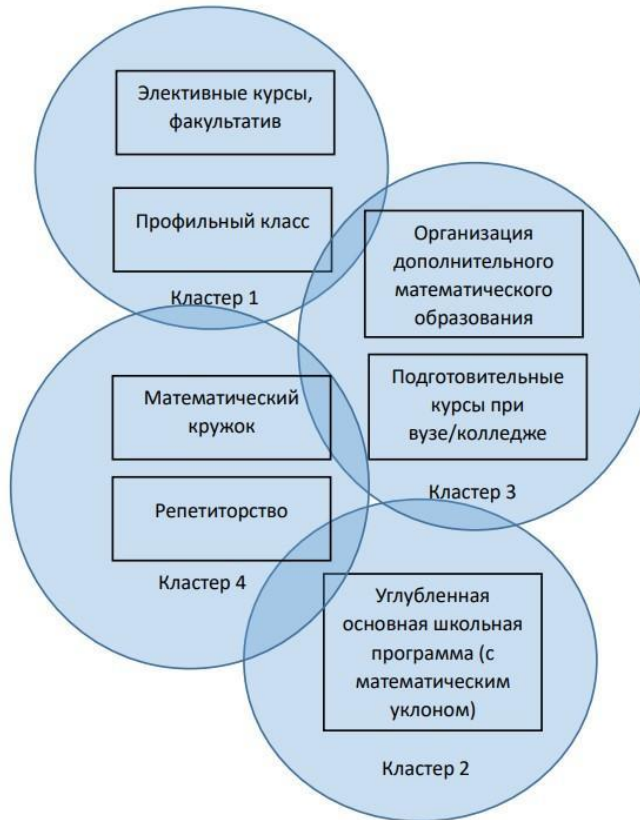 Элективные курсы,
факультатив
Профильный класс
Кластер 1
Организация
дополнительного
математического
образования
Подготовительные
курсы при
вузе/колледже
Кластер 3
Математический
кружок
Репетиторство
Кластер 4
Углубленная
основная школьная
программа (с
математическим
уклоном)
Кластер 2